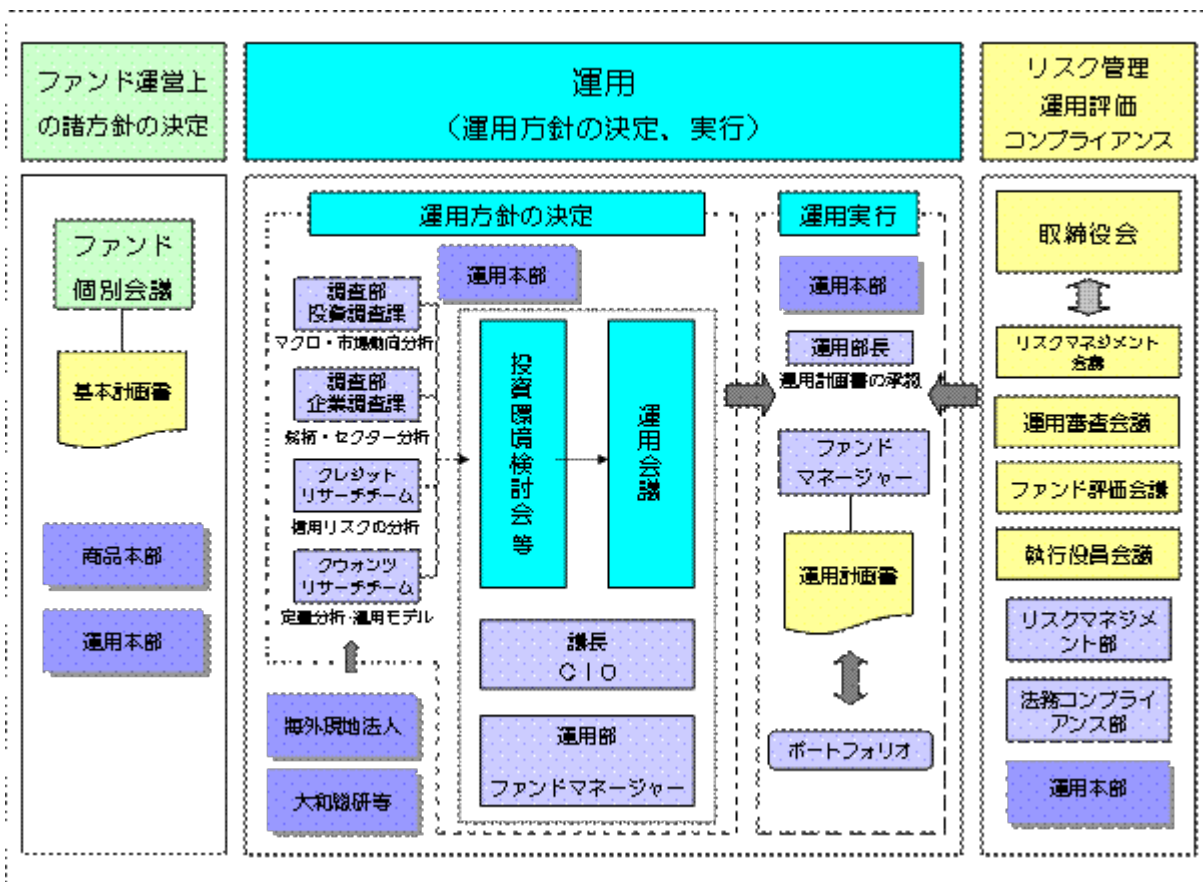 ファンド運営上
の諸方針の決定
運用
（運用方針の決定、実行）
リスク管理
運用評価
コンプライアンス
ファンド
個別会議
基本計画書
商品本部
運用本部
運用方針の決定
運用本部
調査部
投資調査課
マクロ・市場動向分析
調査部
企業調査課
銘柄・セクター分析
クレジット
リサーチチーム
信用リスクの分析
クウォンツ
リサーチチーム
定量分析・運用モデル
海外現地法人
大和総研等
投資環境検討会等
運用会議
議長
ＣＩＯ
運用部
ファンドマネージャー
運用実行
運用本部
運用部長
運用計画書の承認
ファンド
マネージャー
運用計画書
ポートフォリオ
取締役会
リスクマネジメント
会議
運用審査会議
ファンド評価会議
執行役員会議
リスクマネジメ
ント部
法務コンプライ
アンス部
運用本部